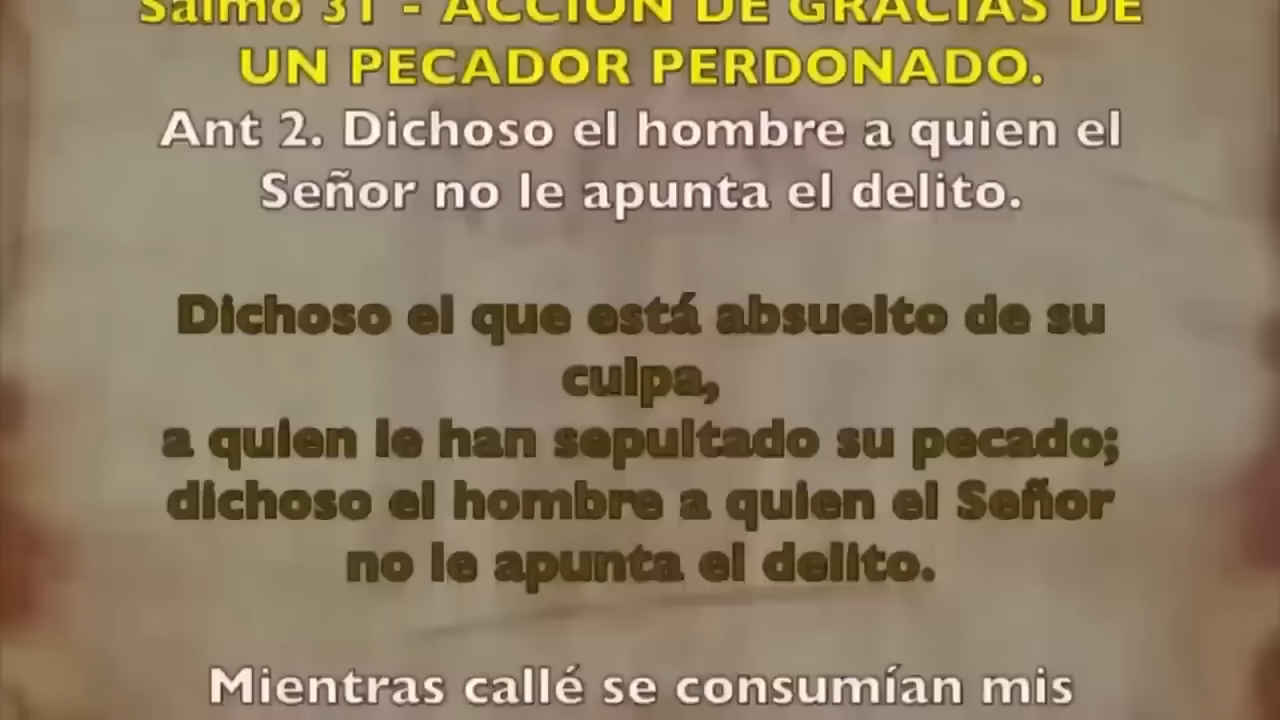 Salmo 31 - ACCIÓN DE GRACIAS DE
UN PECADOR PERDONADO.
Ant 2. Dichoso el hombre a quien el
Señor no le apunta el delito.
Dichoso el que está absuelto de su
culpa,
a quien le han sepultado su pecado;
dichoso el hombre a quien el Señor
no le apunta el delito.
Mientras callé se consumían mis